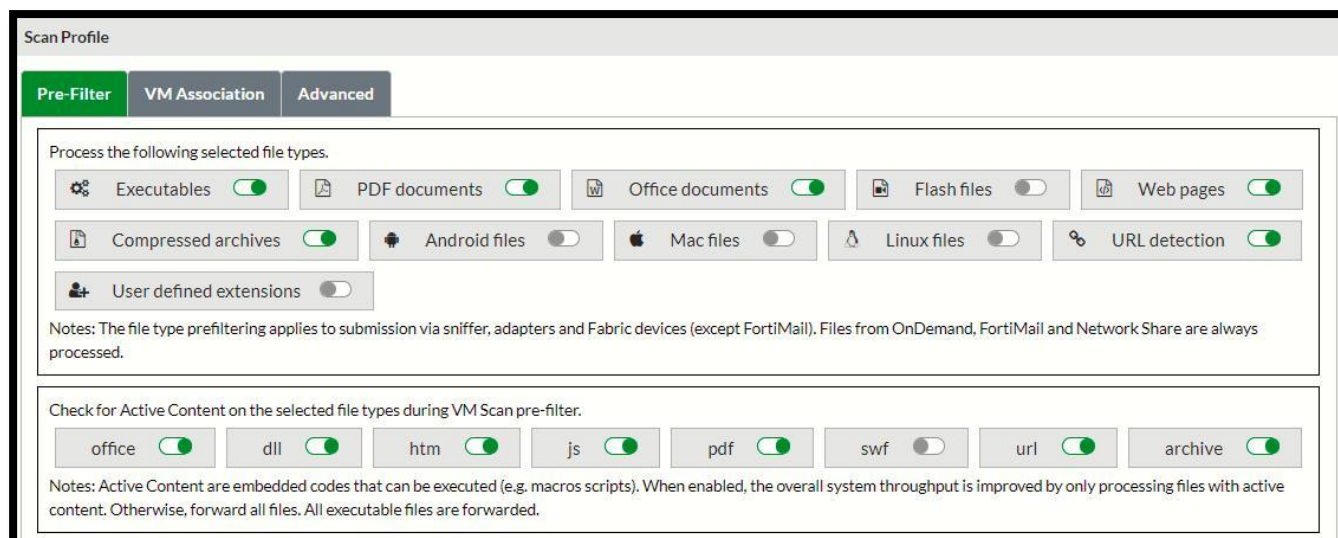 Scan Profile
Pre-Filter VM Association Advanced
Process the following selected file types.
Executables PDF documents Office documents Flash files Web pages
Compressed archives Android files Mac files Linux files URL detection
User defined extensions
Notes: The file type prefiltering applies to submission via sniffer, adapters and Fabric devices (except FortiMail). Files from OnDemand, FortiMail and Network Share are always
processed.
Check for Active Content on the selected file types during VM Scan pre-filter.
office dll htm js pdf swf url archive
Notes: Active Content are embedded codes that can be executed (e.g. macros scripts). When enabled, the overall system throughput is improved by only processing files with active
content. Otherwise, forward all files. All executable files are forwarded.